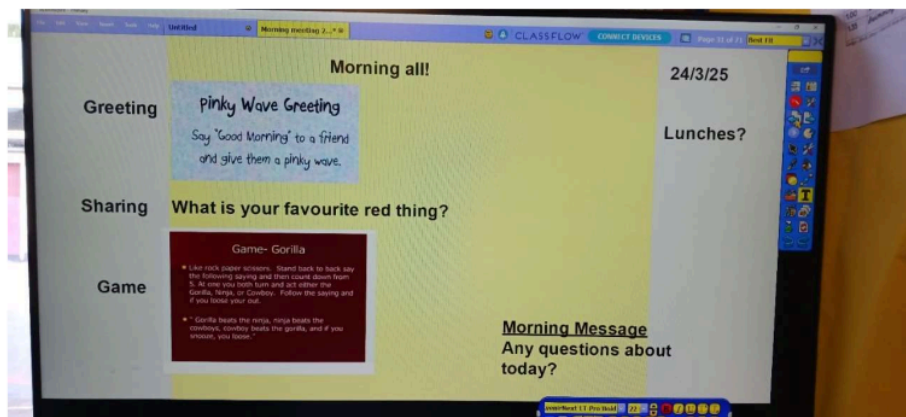 Untitled
Morning meeting 2...*
CLASSFLOW
CONNECT DEVICES
Page 31 of 71
Best Fit
Morning all!
24/3/25
Greeting
Pinky Wave Greeting
Say "Good Morning" to a friend
and give them a pinky wave.
Lunches?
Sharing
What is your favourite red thing?
Game
Game- Gorilla
Like rock paper scissors. Stand back to back say
the following saying and then count down from
5. At one you both turn and act either the
Gorilla, Ninja, or Cowboy. Follow the saying and
if you loose your out.
" Gorilla beats the ninja, ninja beats the
cowboys, cowboy beats the gorilla, and if you
snooze, you loose."
Morning Message
Any questions about
today?